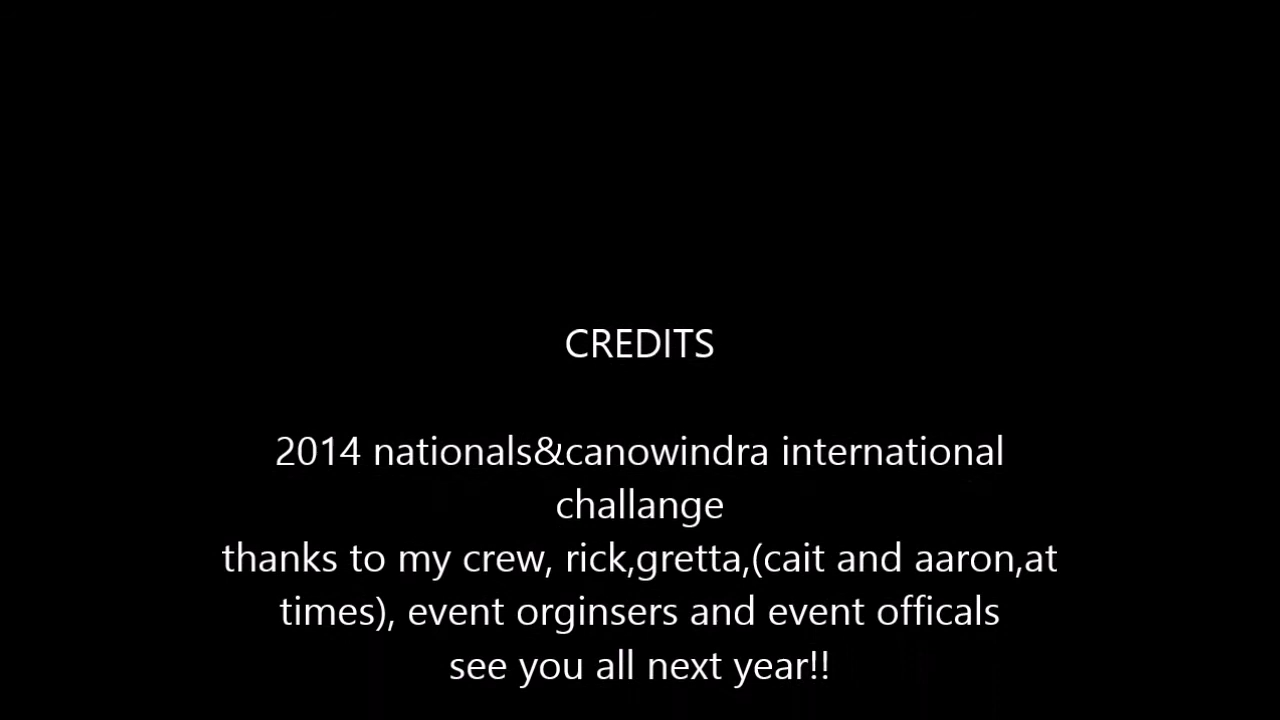 CREDITS
2014 nationals&canowindra international
challange
thanks to my crew, rick,gretta,(cait and aaron,at
times), event orginsers and event officals
see you all next year!!